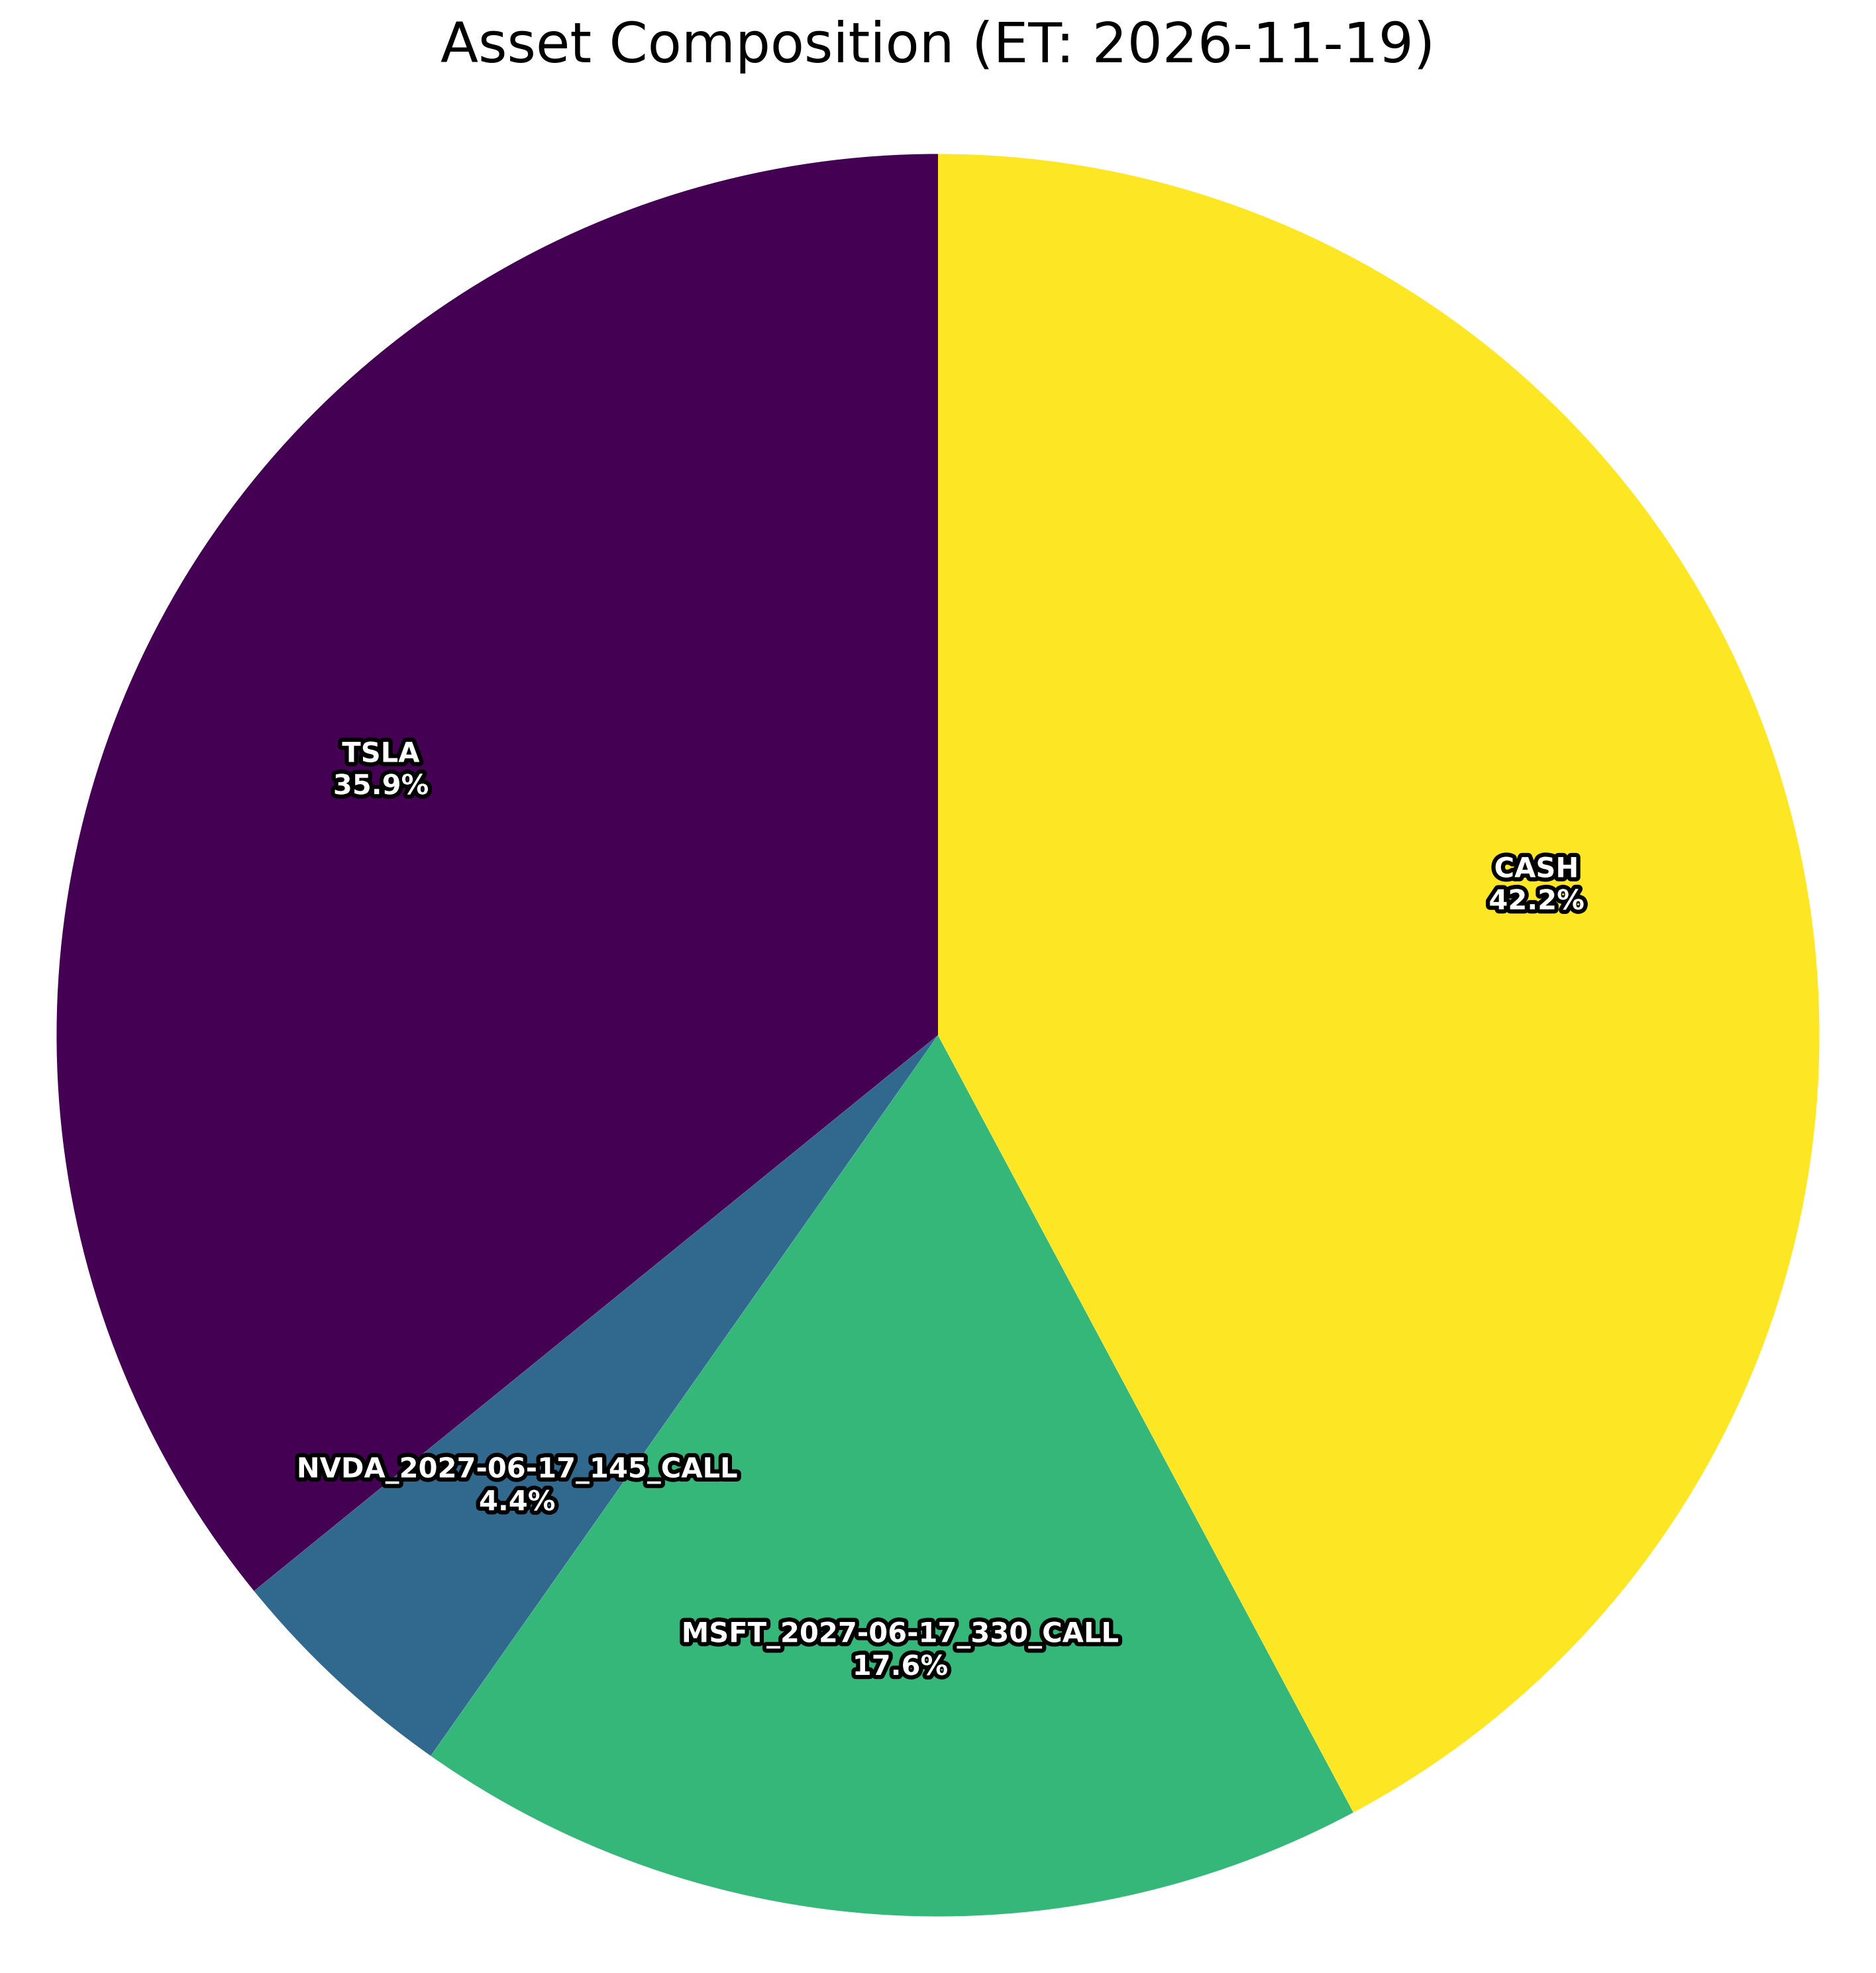 Asset Composition (ET: 2026-11-19)
TSLA
35.9%
CASH
42.2%
NVDA_2027-06-17_145_CALL
4.4%
MSFT_2027-06-17_330_CALL
17.6%